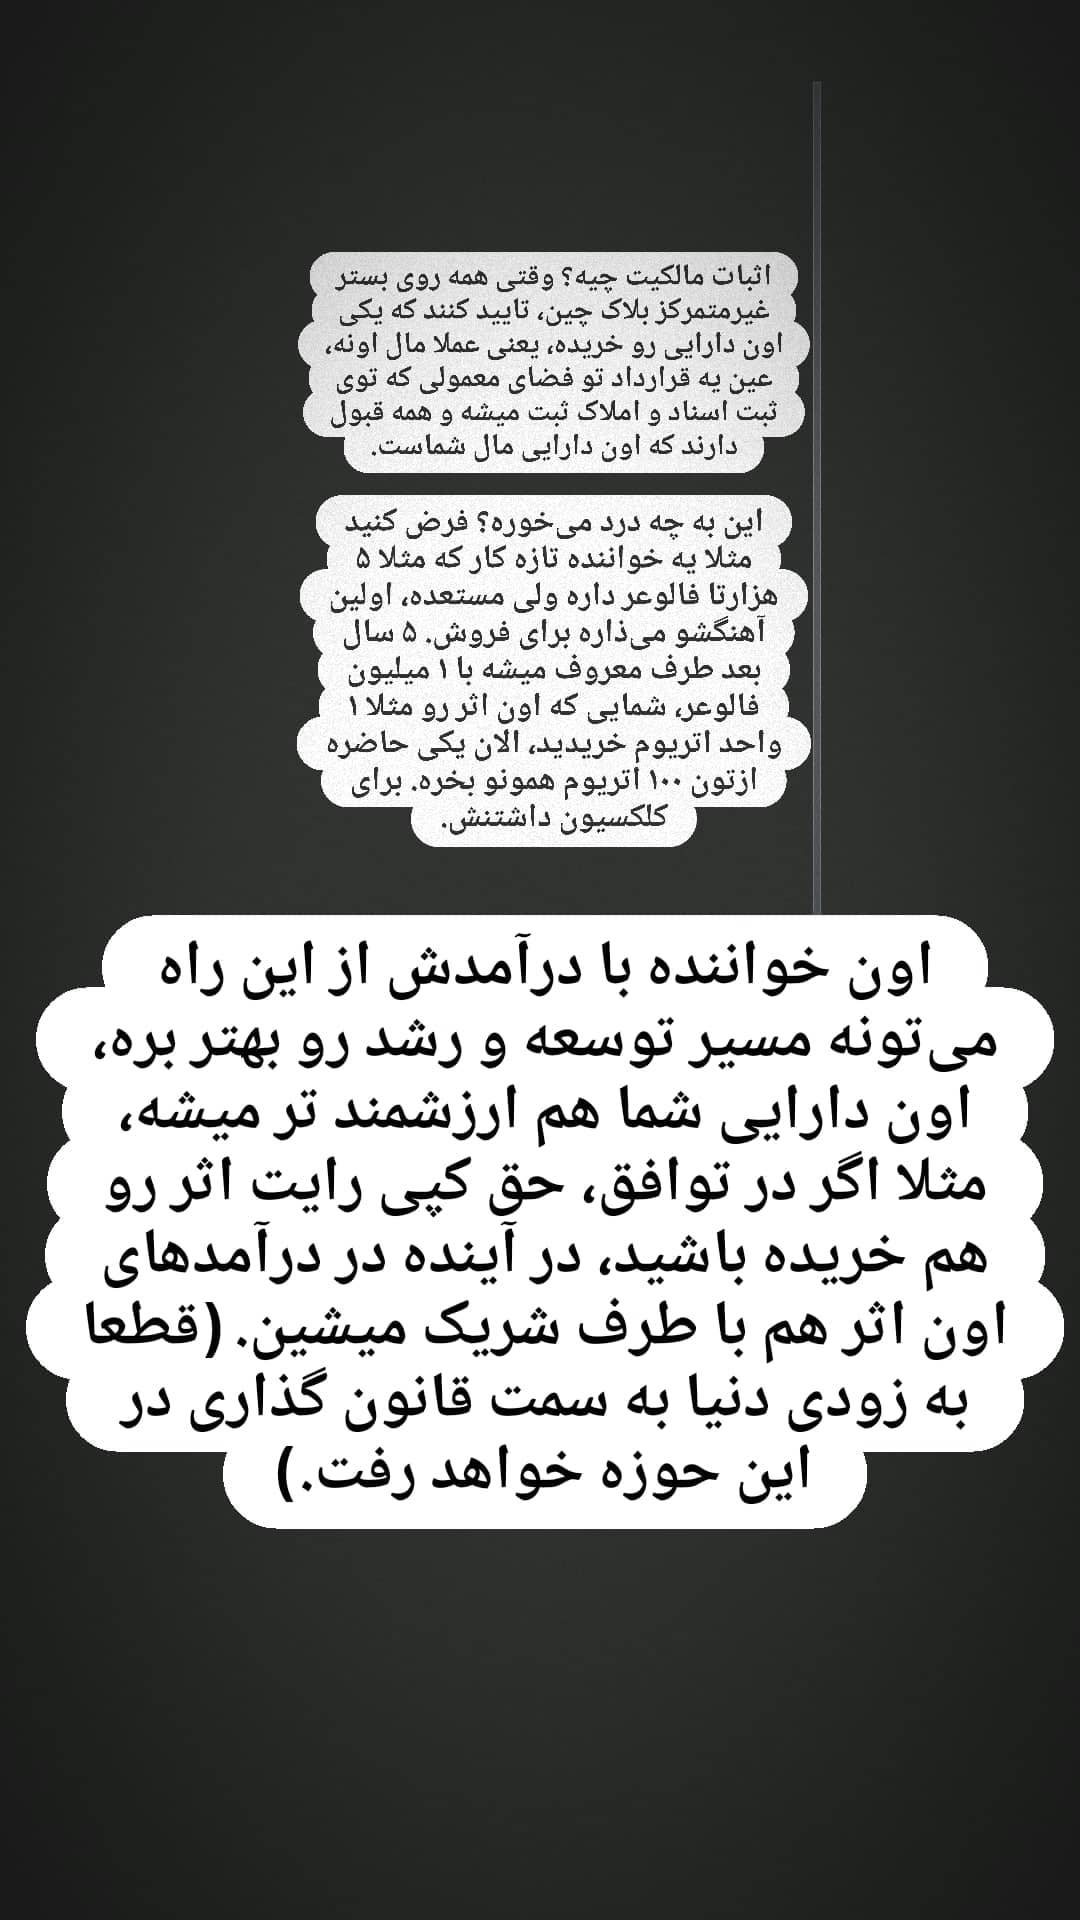 اثبات مالکیت چیه؟ وقتی همه روی بستر
غیرمتمرکز بلاک چین، تایید کنند که یکی
اون دارایی رو خریده، یعنی عملا مال اونه،
عین یه قرارداد تو فضای معمولی که توی
ثبت اسناد و املاک ثبت میشه و همه قبول
دارند که اون دارایی مال شماست.
این به چه درد می‌خوره؟ فرض کنید
مثلا یه خواننده تازه کار که مثلا ۵
هزارتا فالوعر داره ولی مستعده، اولین
آهنگشو می‌ذاره برای فروش. ۵ سال
بعد طرف معروف میشه با ۱ میلیون
فالوعر، شمایی که اون اثر رو مثلا ۱
واحد اتریوم خریدید، الان یکی حاضره
ازتون ۱۰۰ اتریوم همونو بخره. برای
کلکسیون داشتنش.
اون خواننده با درآمدش از این راه
می‌تونه مسیر توسعه و رشد رو بهتر بره،
اون دارایی شما هم ارزشمند تر میشه،
مثلا اگر در توافق، حق کپی رایت اثر رو
هم خریده باشید، در آینده در درآمدهای
اون اثر هم با طرف شریک میشین. (قطعا
به زودی دنیا به سمت قانون گذاری در
این حوزه خواهد رفت.)